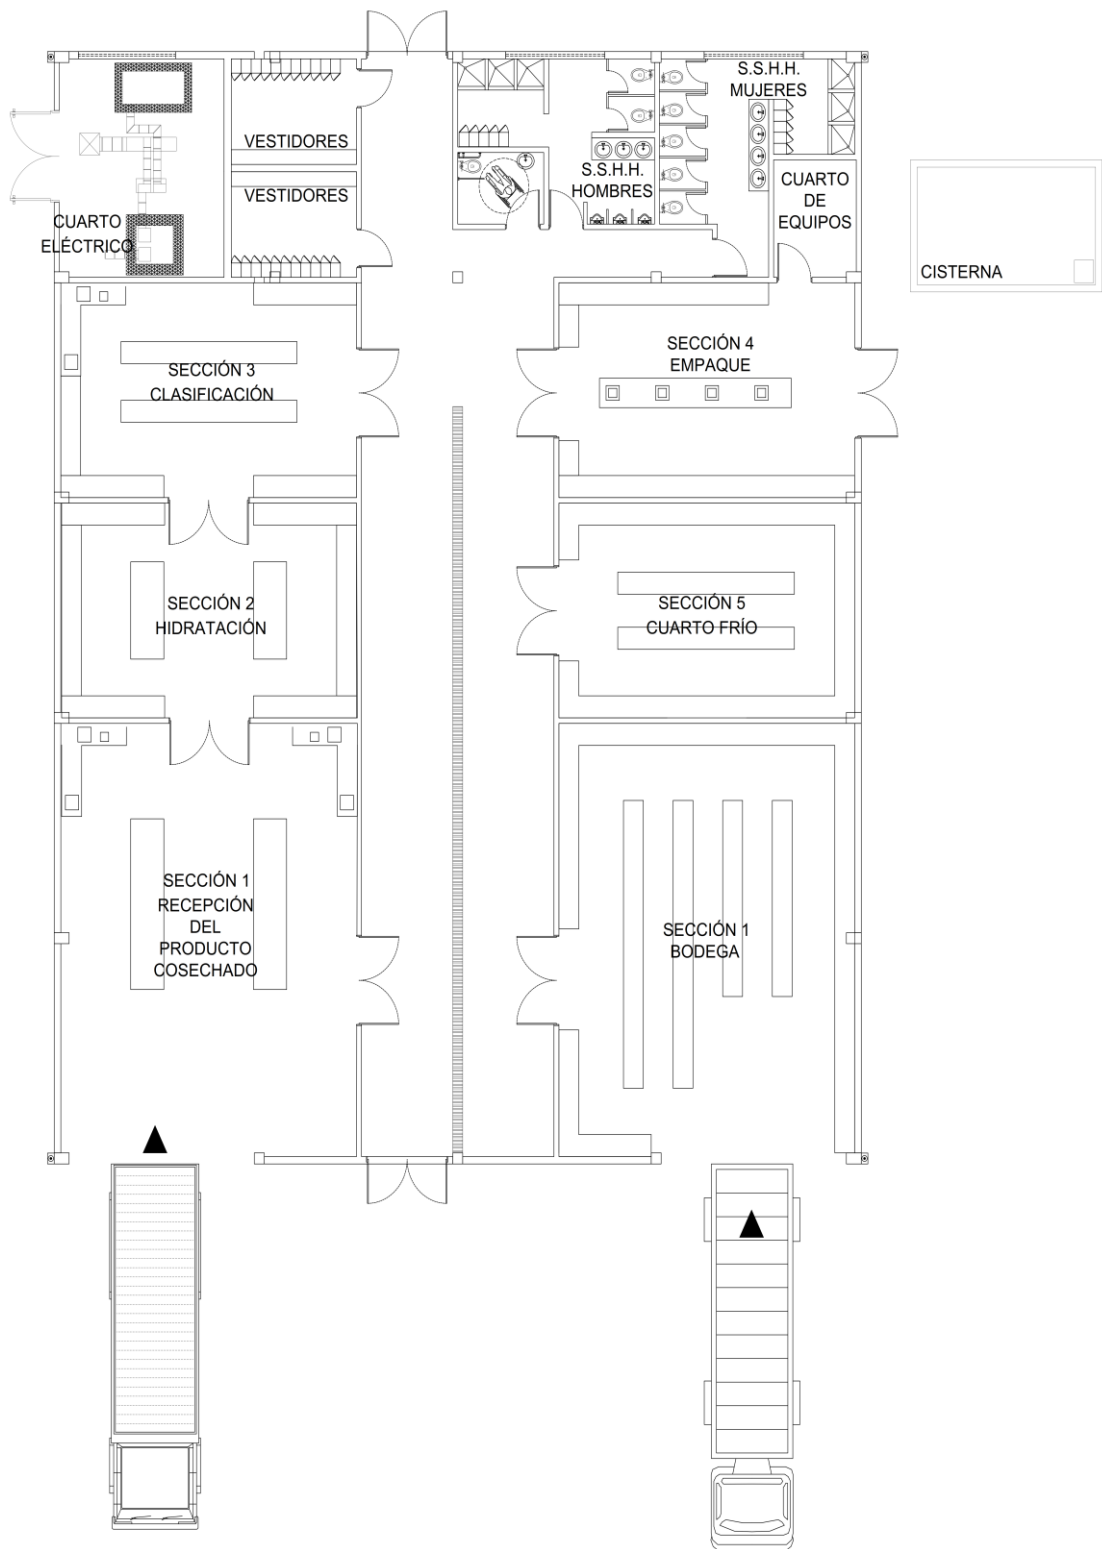 S.S.H.H.
MUJERES
VESTIDORES
VESTIDORES
S.S.H.H.
HOMBRES
CUARTO
DE
EQUIPOS
CUARTO
ELÉCTRICO
CISTERNA
SECCIÓN 3
CLASIFICACIÓN
SECCIÓN 4
EMPAQUE
SECCIÓN 2
HIDRATACIÓN
SECCIÓN 5
CUARTO FRÍO
SECCIÓN 1
RECEPCIÓN
DEL
PRODUCTO
COSECHADO
SECCIÓN 1
BODEGA